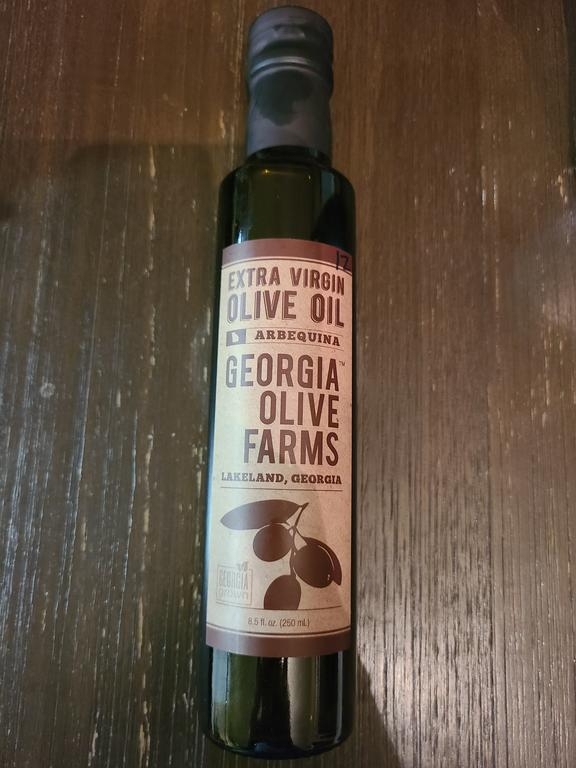 17
EXTRA VIRGIN
OLIVE OIL
ARBEQUINA
GEORGIA™
OLIVE
FARMS
LAKELAND, GEORGIA
GEORGIA
grown
8.5 fl. oz. (250 mL)